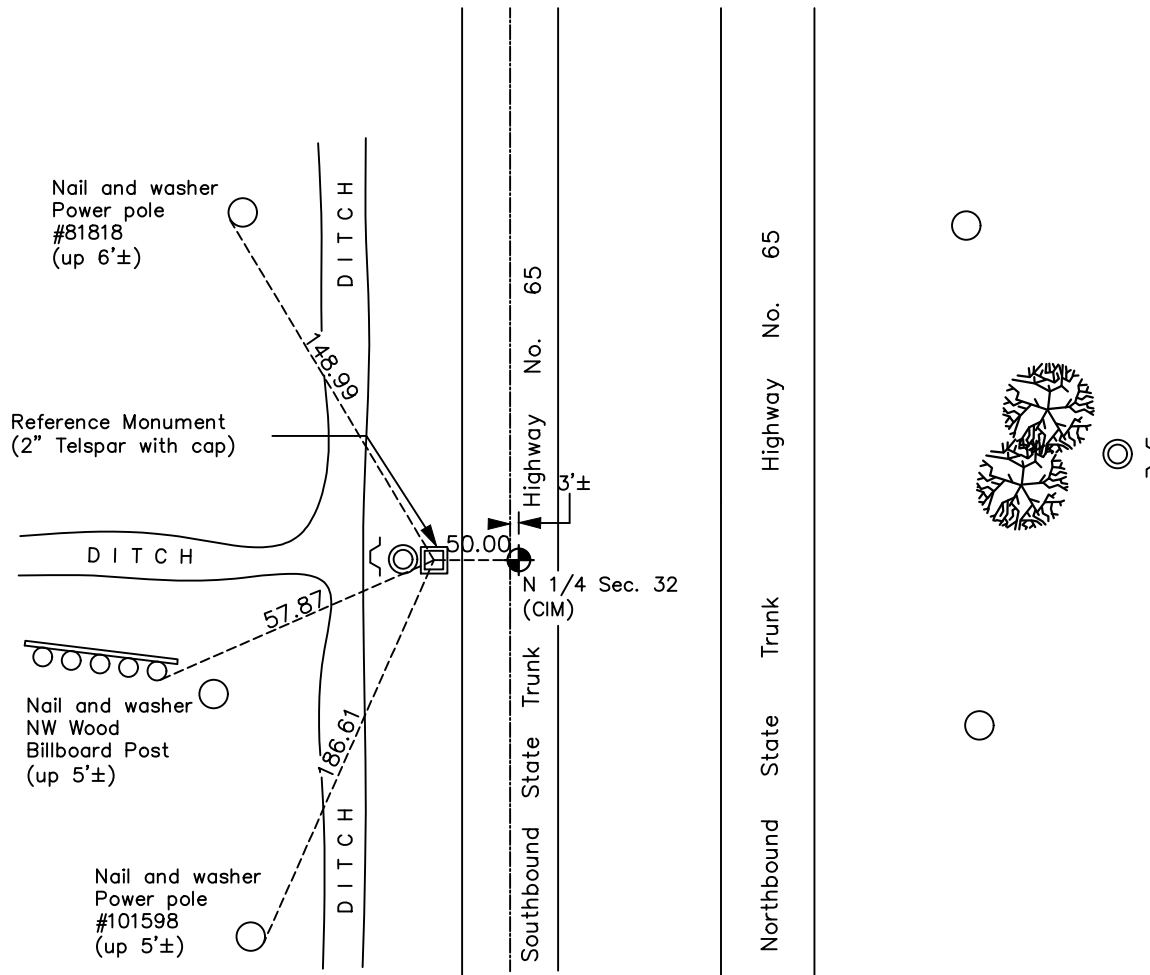 Nail and washer
Power pole
#81818
(up 6'±)
DITCH
148.99
Reference Monument
(2" Telspar with cap)
3'±
50.00
N 1/4 Sec. 32
(CIM)
DITCH
57.87
Nail and washer
NW Wood
Billboard Post
(up 5'±)
186.61
DITCH
Nail and washer
Power pole
#101598
(up 5'±)
Southbound State Trunk Highway No. 65
Northbound State Trunk Highway No. 65